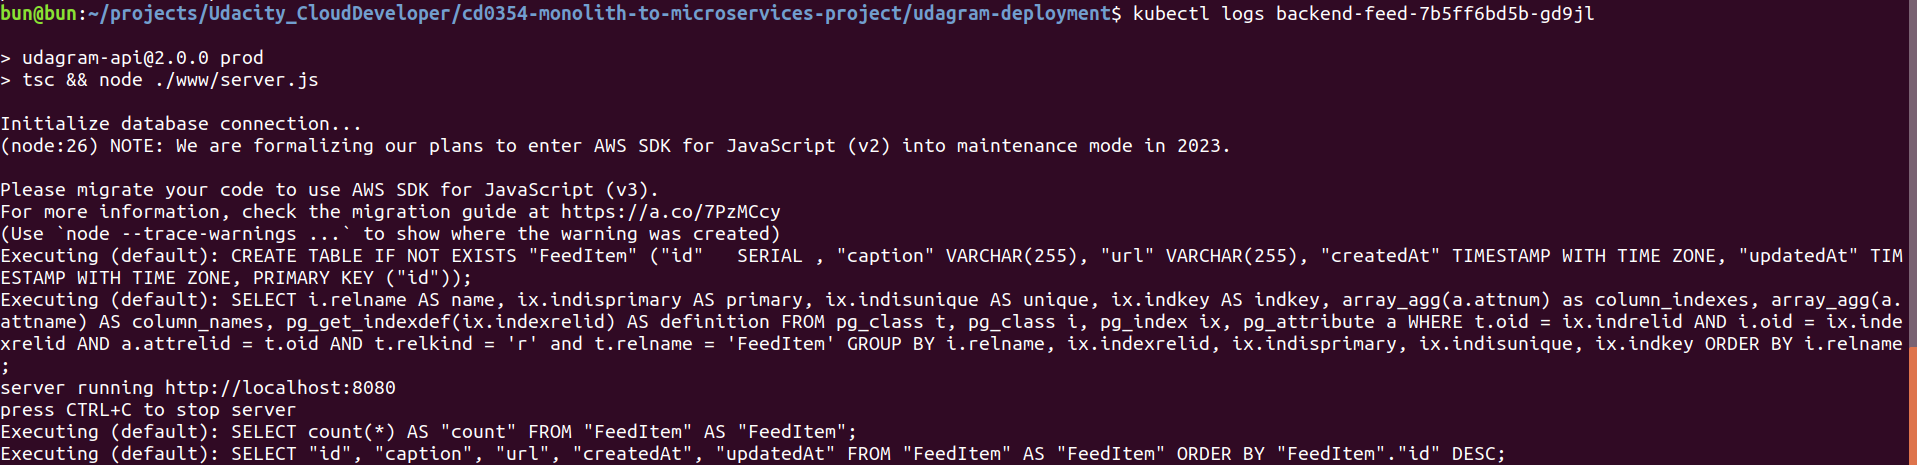 bun@bun:~/projects/Udacity_CloudDeveloper/cd0354-monolith-to-microservices-project/udagram-deployment$ kubectl logs backend-feed-7b5ff6bd5b-gd9jl
> udagram-api@2.0.0 prod
> tsc && node ./www/server.js
Initialize database connection...
(node:26) NOTE: We are formalizing our plans to enter AWS SDK for JavaScript (v2) into maintenance mode in 2023.
Please migrate your code to use AWS SDK for JavaScript (v3).
For more information, check the migration guide at https://a.co/7PzMCcy
(Use `node --trace-warnings ...` to show where the warning was created)
Executing (default): CREATE TABLE IF NOT EXISTS "FeedItem" ("id"   SERIAL , "caption" VARCHAR(255), "url" VARCHAR(255), "createdAt" TIMESTAMP WITH TIME ZONE, "updatedAt" TIM
ESTAMP WITH TIME ZONE, PRIMARY KEY ("id"));
Executing (default): SELECT i.relname AS name, ix.indisprimary AS primary, ix.indisunique AS unique, ix.indkey AS indkey, array_agg(a.attnum) as column_indexes, array_agg(a.
attname) AS column_names, pg_get_indexdef(ix.indexrelid) AS definition FROM pg_class t, pg_class i, pg_index ix, pg_attribute a WHERE t.oid = ix.indrelid AND i.oid = ix.inde
xrelid AND a.attrelid = t.oid AND t.relkind = 'r' and t.relname = 'FeedItem' GROUP BY i.relname, ix.indexrelid, ix.indisprimary, ix.indisunique, ix.indkey ORDER BY i.relname
;
server running http://localhost:8080
press CTRL+C to stop server
Executing (default): SELECT count(*) AS "count" FROM "FeedItem" AS "FeedItem";
Executing (default): SELECT "id", "caption", "url", "createdAt", "updatedAt" FROM "FeedItem" AS "FeedItem" ORDER BY "FeedItem"."id" DESC;